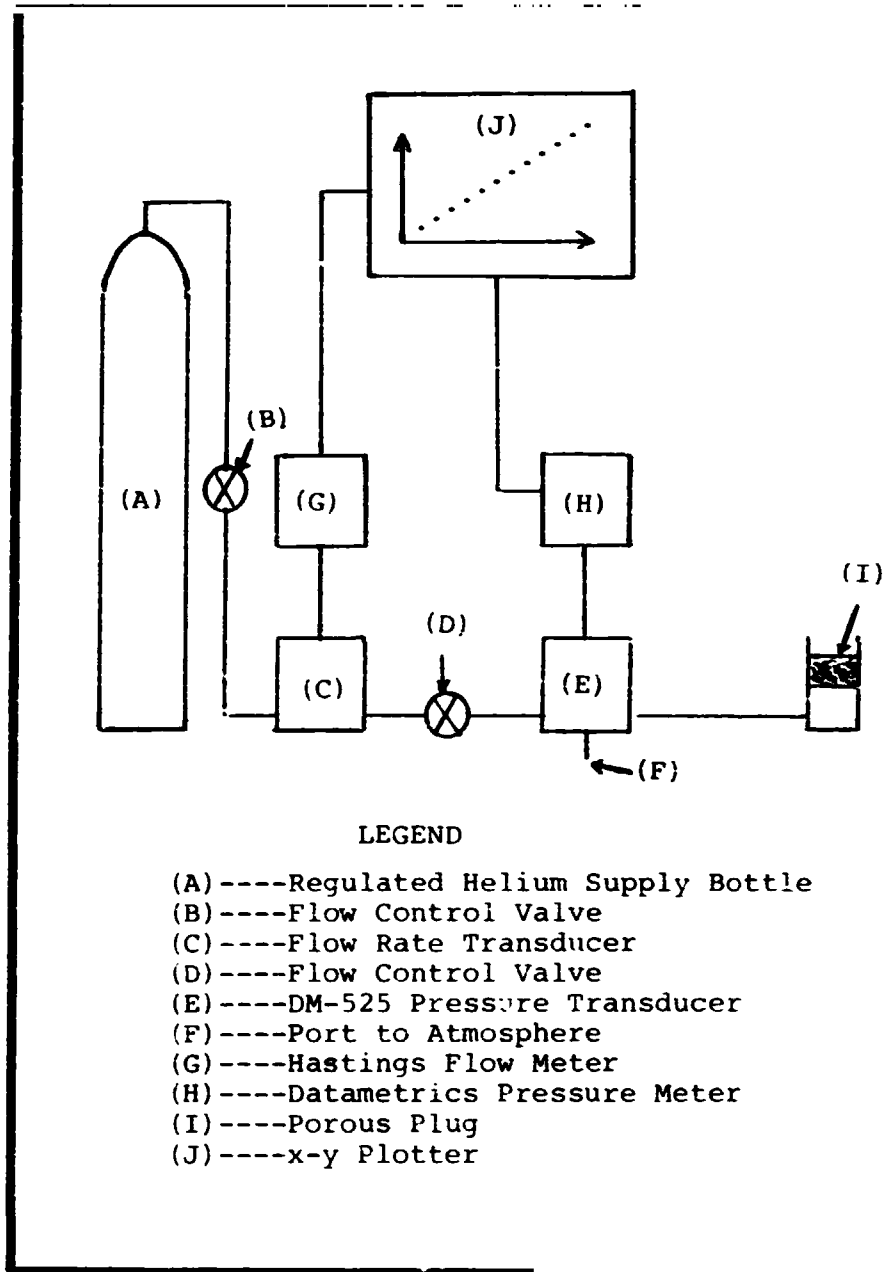 (J)
(B)
(A)
(G)
(H)
(I)
(D)
(C)
(E)
(F)
LEGEND
(A)----Regulated Helium Supply Bottle
(B)----Flow Control Valve
(C)----Flow Rate Transducer
(D)----Flow Control Valve
(E)----DM-525 Pressure Transducer
(F)----Port to Atmosphere
(G)----Hastings Flow Meter
(H)----Datametrics Pressure Meter
(I)----Porous Plug
(J)----x-y Plotter